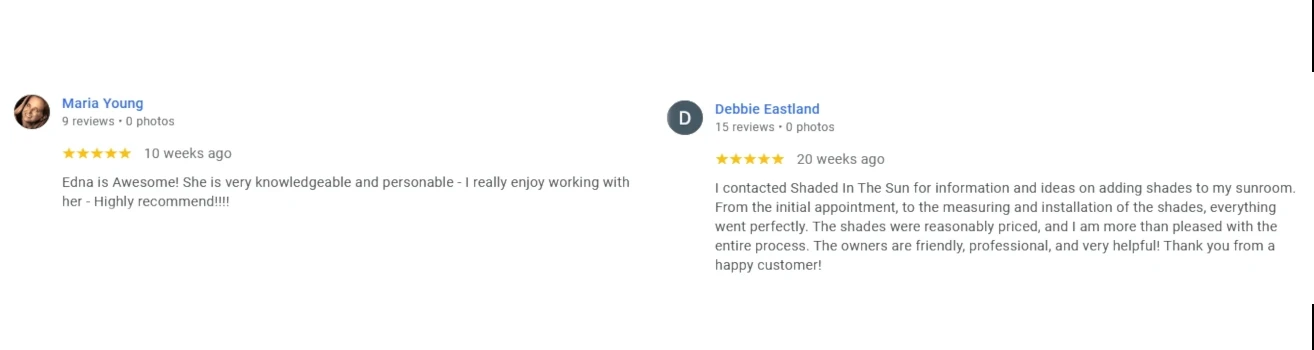 Maria Young
9 reviews • 0 photos
10 weeks ago
Edna is Awesome! She is very knowledgeable and personable - I really enjoy working with
her - Highly recommend!!!!
D
Debbie Eastland
15 reviews • 0 photos
20 weeks ago
I contacted Shaded In The Sun for information and ideas on adding shades to my sunroom.
From the initial appointment, to the measuring and installation of the shades, everything
went perfectly. The shades were reasonably priced, and I am more than pleased with the
entire process. The owners are friendly, professional, and very helpful! Thank you from a
happy customer!